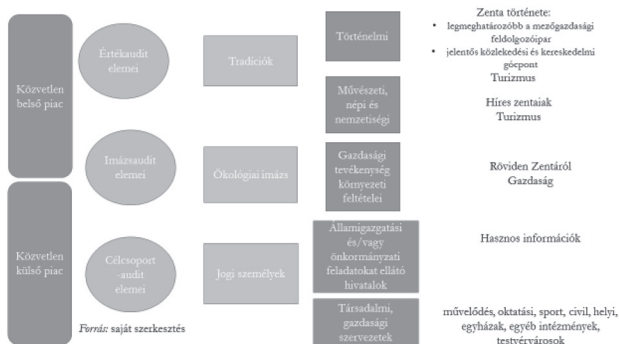 Közvetlen
belső piac
Közvetlen
külső piac
Értékaudit
elemei
Imázsaudit
elemei
Célcsoport
-audit
elemei
Tradíciók
Ökológiai imázs
Jogi személyek
Történelmi
Művészeti,
népi és
nemzetiségi
Gazdasági
tevékenység
környezeti
feltételei
Államigazgatási
és/vagy
önkormányzati
feladatokat ellátó
hivatalok
Társadalmi,
gazdasági
szervezetek
Zenta története:
• legmeghatározóbb a mezőgazdasági
feldolgozóipar
• jelentős közlekedési és kereskedelmi
gócpont
Turizmus
Híres zentaiak
Turizmus
Röviden Zentáról
Gazdaság
Hasznos információk
művelődés, oktatási, sport, civil, helyi,
egyházak, egyéb intézmények,
testvérvárosok
Forrás: saját szerkesztés